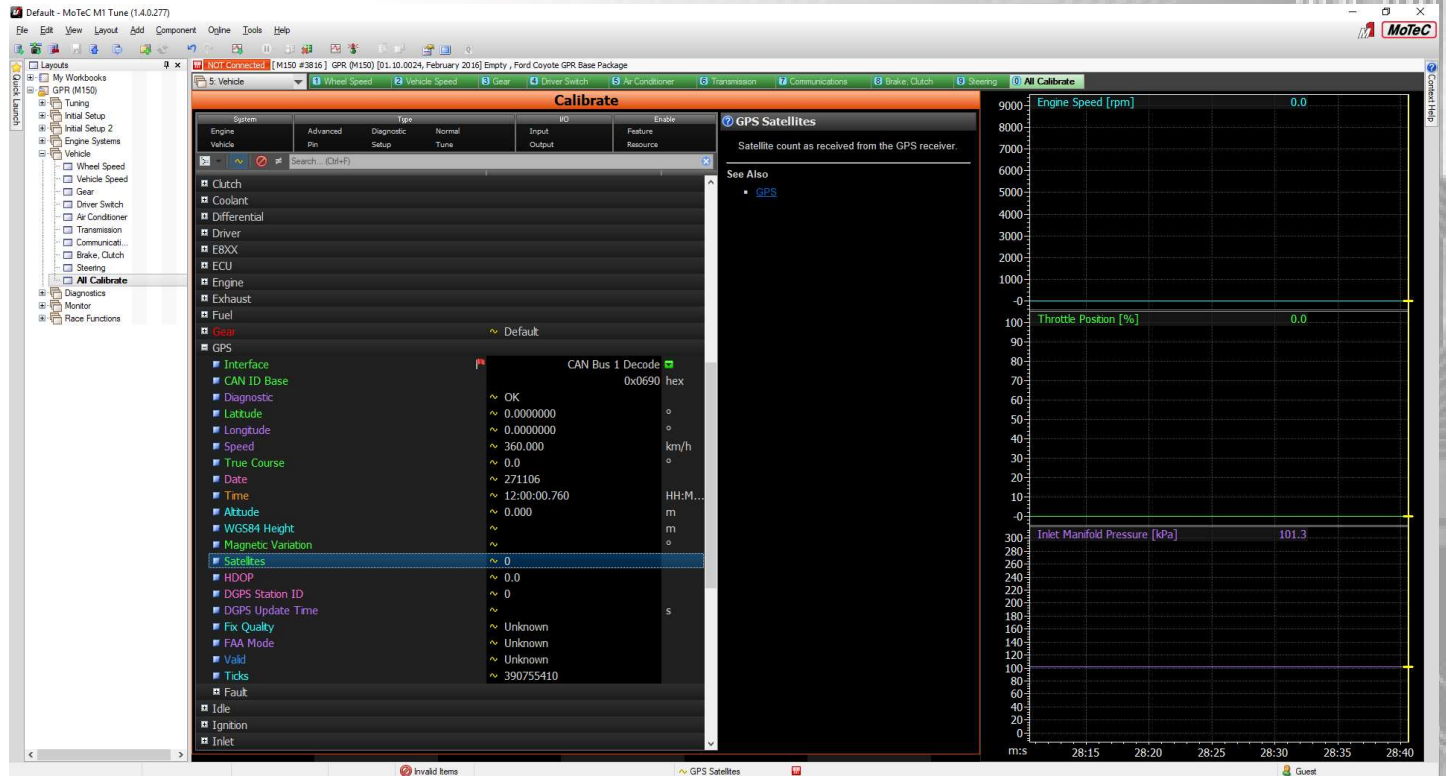 Default - MoTeC M1 Tune (1.4.0.277)
File Edit View Layout Add Component Online Tools Help
MoTeC
Quick Launch
Layouts
My Workbooks
GPR (M150)
Tuning
Initial Setup
Initial Setup 2
Engine Systems
Vehicle
Wheel Speed
Vehicle Speed
Gear
Driver Switch
Air Conditioner
Transmission
Communicati...
Brake, Clutch
Steering
All Calibrate
Diagnostics
Monitor
Race Functions
NOT Connected [M150 #3816] GPR (M150) [01.10.0024, February 2016] Empty , Ford Coyote GPR Base Package
5: Vehicle 1 Wheel Speed 2 Vehicle Speed 3 Gear 4 Driver Switch 5 Air Conditioner 6 Transmission 7 Communications 8 Brake, Clutch 9 Steering 0 All Calibrate
Calibrate
System Type I/O Enable
Engine Advanced Diagnostic Normal Input Feature
Vehicle Pin Setup Tune Output Resource
Search... (Ctrl+F)
Clutch
Coolant
Differential
Driver
E8XX
ECU
Engine
Exhaust
Fuel
Gear Default
GPS
Interface CAN Bus 1 Decode
CAN ID Base 0x0690 hex
Diagnostic OK
Latitude 0.0000000 °
Longitude 0.0000000 °
Speed 360.000 km/h
True Course 0.0 °
Date 271106
Time 12:00:00.760 HH:M...
Altitude 0.000 m
WGS84 Height m
Magnetic Variation °
Satellites 0
HDOP 0.0
DGPS Station ID 0
DGPS Update Time s
Fix Quality Unknown
FAA Mode Unknown
Valid Unknown
Ticks 390755410
Fault
Idle
Ignition
Inlet
GPS Satellites
Satellite count as received from the GPS receiver.
See Also
GPS
Engine Speed [rpm] 0.0
9000
8000
7000
6000
5000
4000
3000
2000
1000
-0
Throttle Position [%] 0.0
100
90
80
70
60
50
40
30
20
10
-0
Inlet Manifold Pressure [kPa] 101.3
300
280
260
240
220
200
180
160
140
120
100
80
60
40
20
0
m:s 28:15 28:20 28:25 28:30 28:35 28:40
Context Help
Invalid Items GPS Satellites Guest